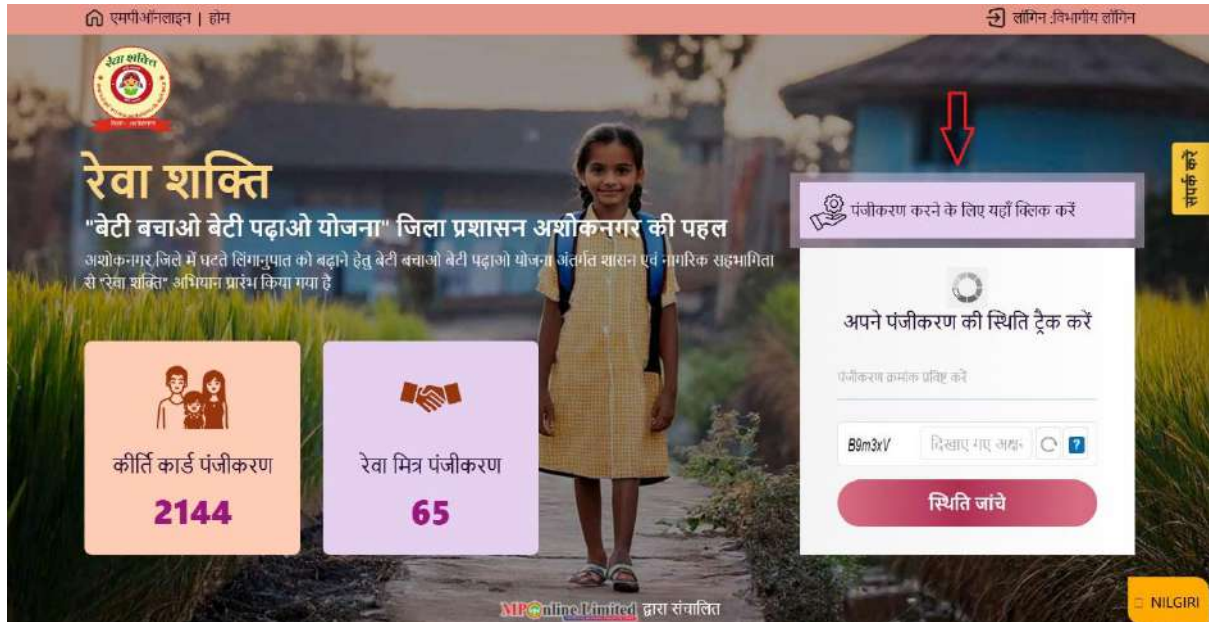 एमपीऑनलाइन | होम
लॉगिन :विभागीय लॉगिन
रेवा शक्ति
रेवा शक्ति
"बेटी बचाओ बेटी पढ़ाओ योजना" जिला प्रशासन अशोकनगर की पहल
अशोकनगर जिले में घटते लिंगानुपात को बढ़ाने हेतु बेटी बचाओ बेटी पढ़ाओ योजना अंतर्गत शासन एवं नागरिक सहभागिता
से "रेवा शक्ति" अभियान प्रारंभ किया गया है
कीर्ति कार्ड पंजीकरण
2144
रेवा मित्र पंजीकरण
65
पंजीकरण करने के लिए यहाँ क्लिक करें
अपने पंजीकरण की स्थिति ट्रैक करें
पंजीकरण क्रमांक प्रविष्ट करें
B9m3xV दिखाए गए अक्षर ?
स्थिति जांचे
संपर्क करें
MPOnline Limited द्वारा संचालित
NILGIRI